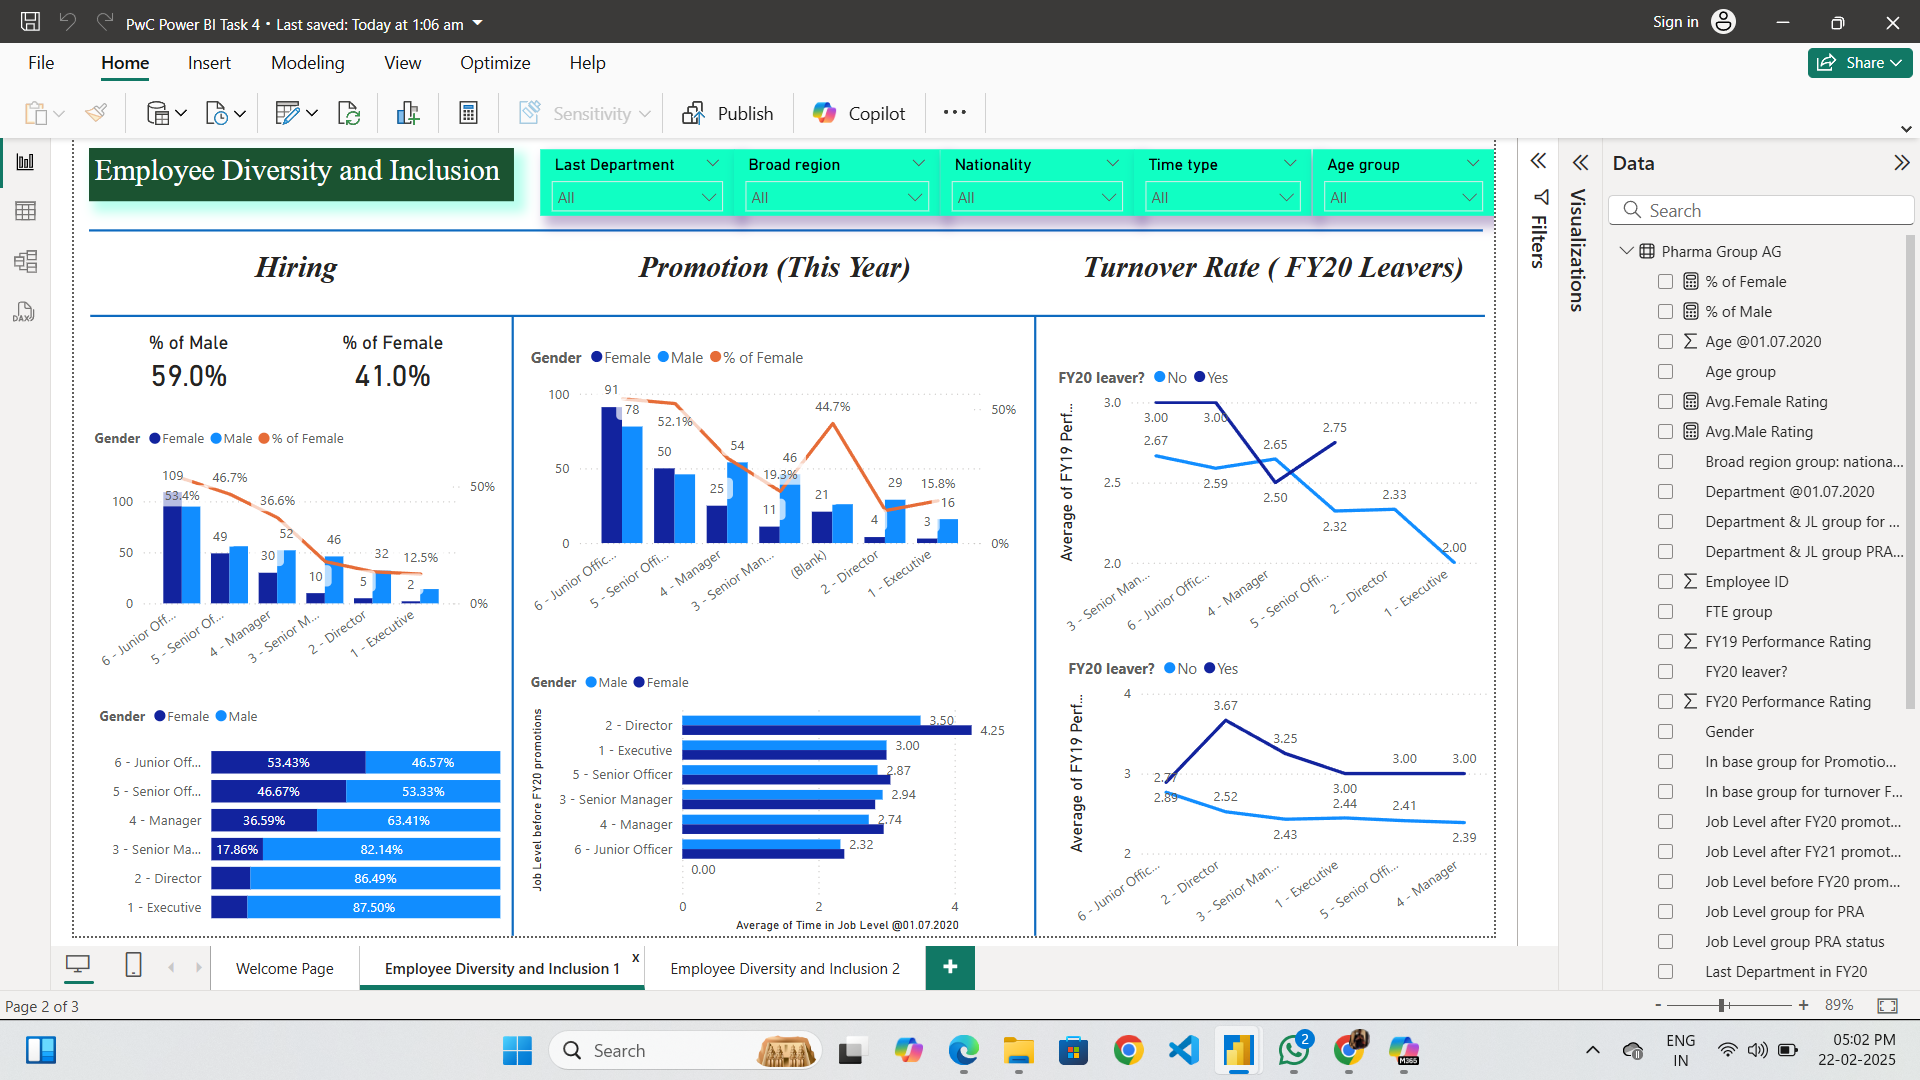 PwC Power BI Task 4 • Last saved: Today at 1:06 am
Sign in
File Home Insert Modeling View Optimize Help
Share
Sensitivity
Publish
Copilot
Employee Diversity and Inclusion
Last Department Broad region Nationality Time type Age group
All All All All All
Hiring Promotion (This Year) Turnover Rate ( FY20 Leavers)
% of Male % of Female
59.0% 41.0%
Gender Female Male % of Female
109 46.7%
53.4% 36.6%
49 30 52 10 46 5 32 2 12.5%
100
50
0
50%
0%
6 - Junior Off...
5 - Senior Of...
4 - Manager
3 - Senior M...
2 - Director
1 - Executive
Gender Female Male
6 - Junior Off... 53.43% 46.57%
5 - Senior Off... 46.67% 53.33%
4 - Manager 36.59% 63.41%
3 - Senior Ma... 17.86% 82.14%
2 - Director 86.49%
1 - Executive 87.50%
Gender Female Male % of Female
91 78 52.1% 50 25 54 19.3% 11 46 44.7% 21 4 29 15.8% 3 16
100
50
0
50%
0%
6 - Junior Offic...
5 - Senior Offi...
4 - Manager
3 - Senior Man...
(Blank)
2 - Director
1 - Executive
Gender Male Female
Job Level before FY20 promotions
2 - Director 3.50 4.25
1 - Executive 3.00
5 - Senior Officer 2.87
3 - Senior Manager 2.94
4 - Manager 2.74
6 - Junior Officer 2.32
0.00
0 2 4
Average of Time in Job Level @01.07.2020
FY20 leaver? No Yes
Average of FY19 Perf...
3.0
2.5
2.0
3.00 3.00 2.50 2.75
2.67 2.59 2.65 2.32 2.33 2.00
3 - Senior Man...
6 - Junior Offic...
4 - Manager
5 - Senior Offi...
2 - Director
1 - Executive
FY20 leaver? No Yes
Average of FY19 Perf...
4
3
2
3.67 3.25 3.00 3.00 3.00
2.77
2.89 2.52 2.43 2.44 2.41 2.39
6 - Junior Offic...
2 - Director
3 - Senior Man...
1 - Executive
5 - Senior Offi...
4 - Manager
Filters
Visualizations
Data
Search
Pharma Group AG
% of Female
% of Male
Age @01.07.2020
Age group
Avg.Female Rating
Avg.Male Rating
Broad region group: nationa...
Department @01.07.2020
Department & JL group for ...
Department & JL group PRA...
Employee ID
FTE group
FY19 Performance Rating
FY20 leaver?
FY20 Performance Rating
Gender
In base group for Promotio...
In base group for turnover F...
Job Level after FY20 promot...
Job Level after FY21 promot...
Job Level before FY20 prom...
Job Level group for PRA
Job Level group PRA status
Last Department in FY20
DAX
Welcome Page
Employee Diversity and Inclusion 1 x
Employee Diversity and Inclusion 2
+
Page 2 of 3
- + 89%
Search
2
M365
ENG
IN
05:02 PM
22-02-2025